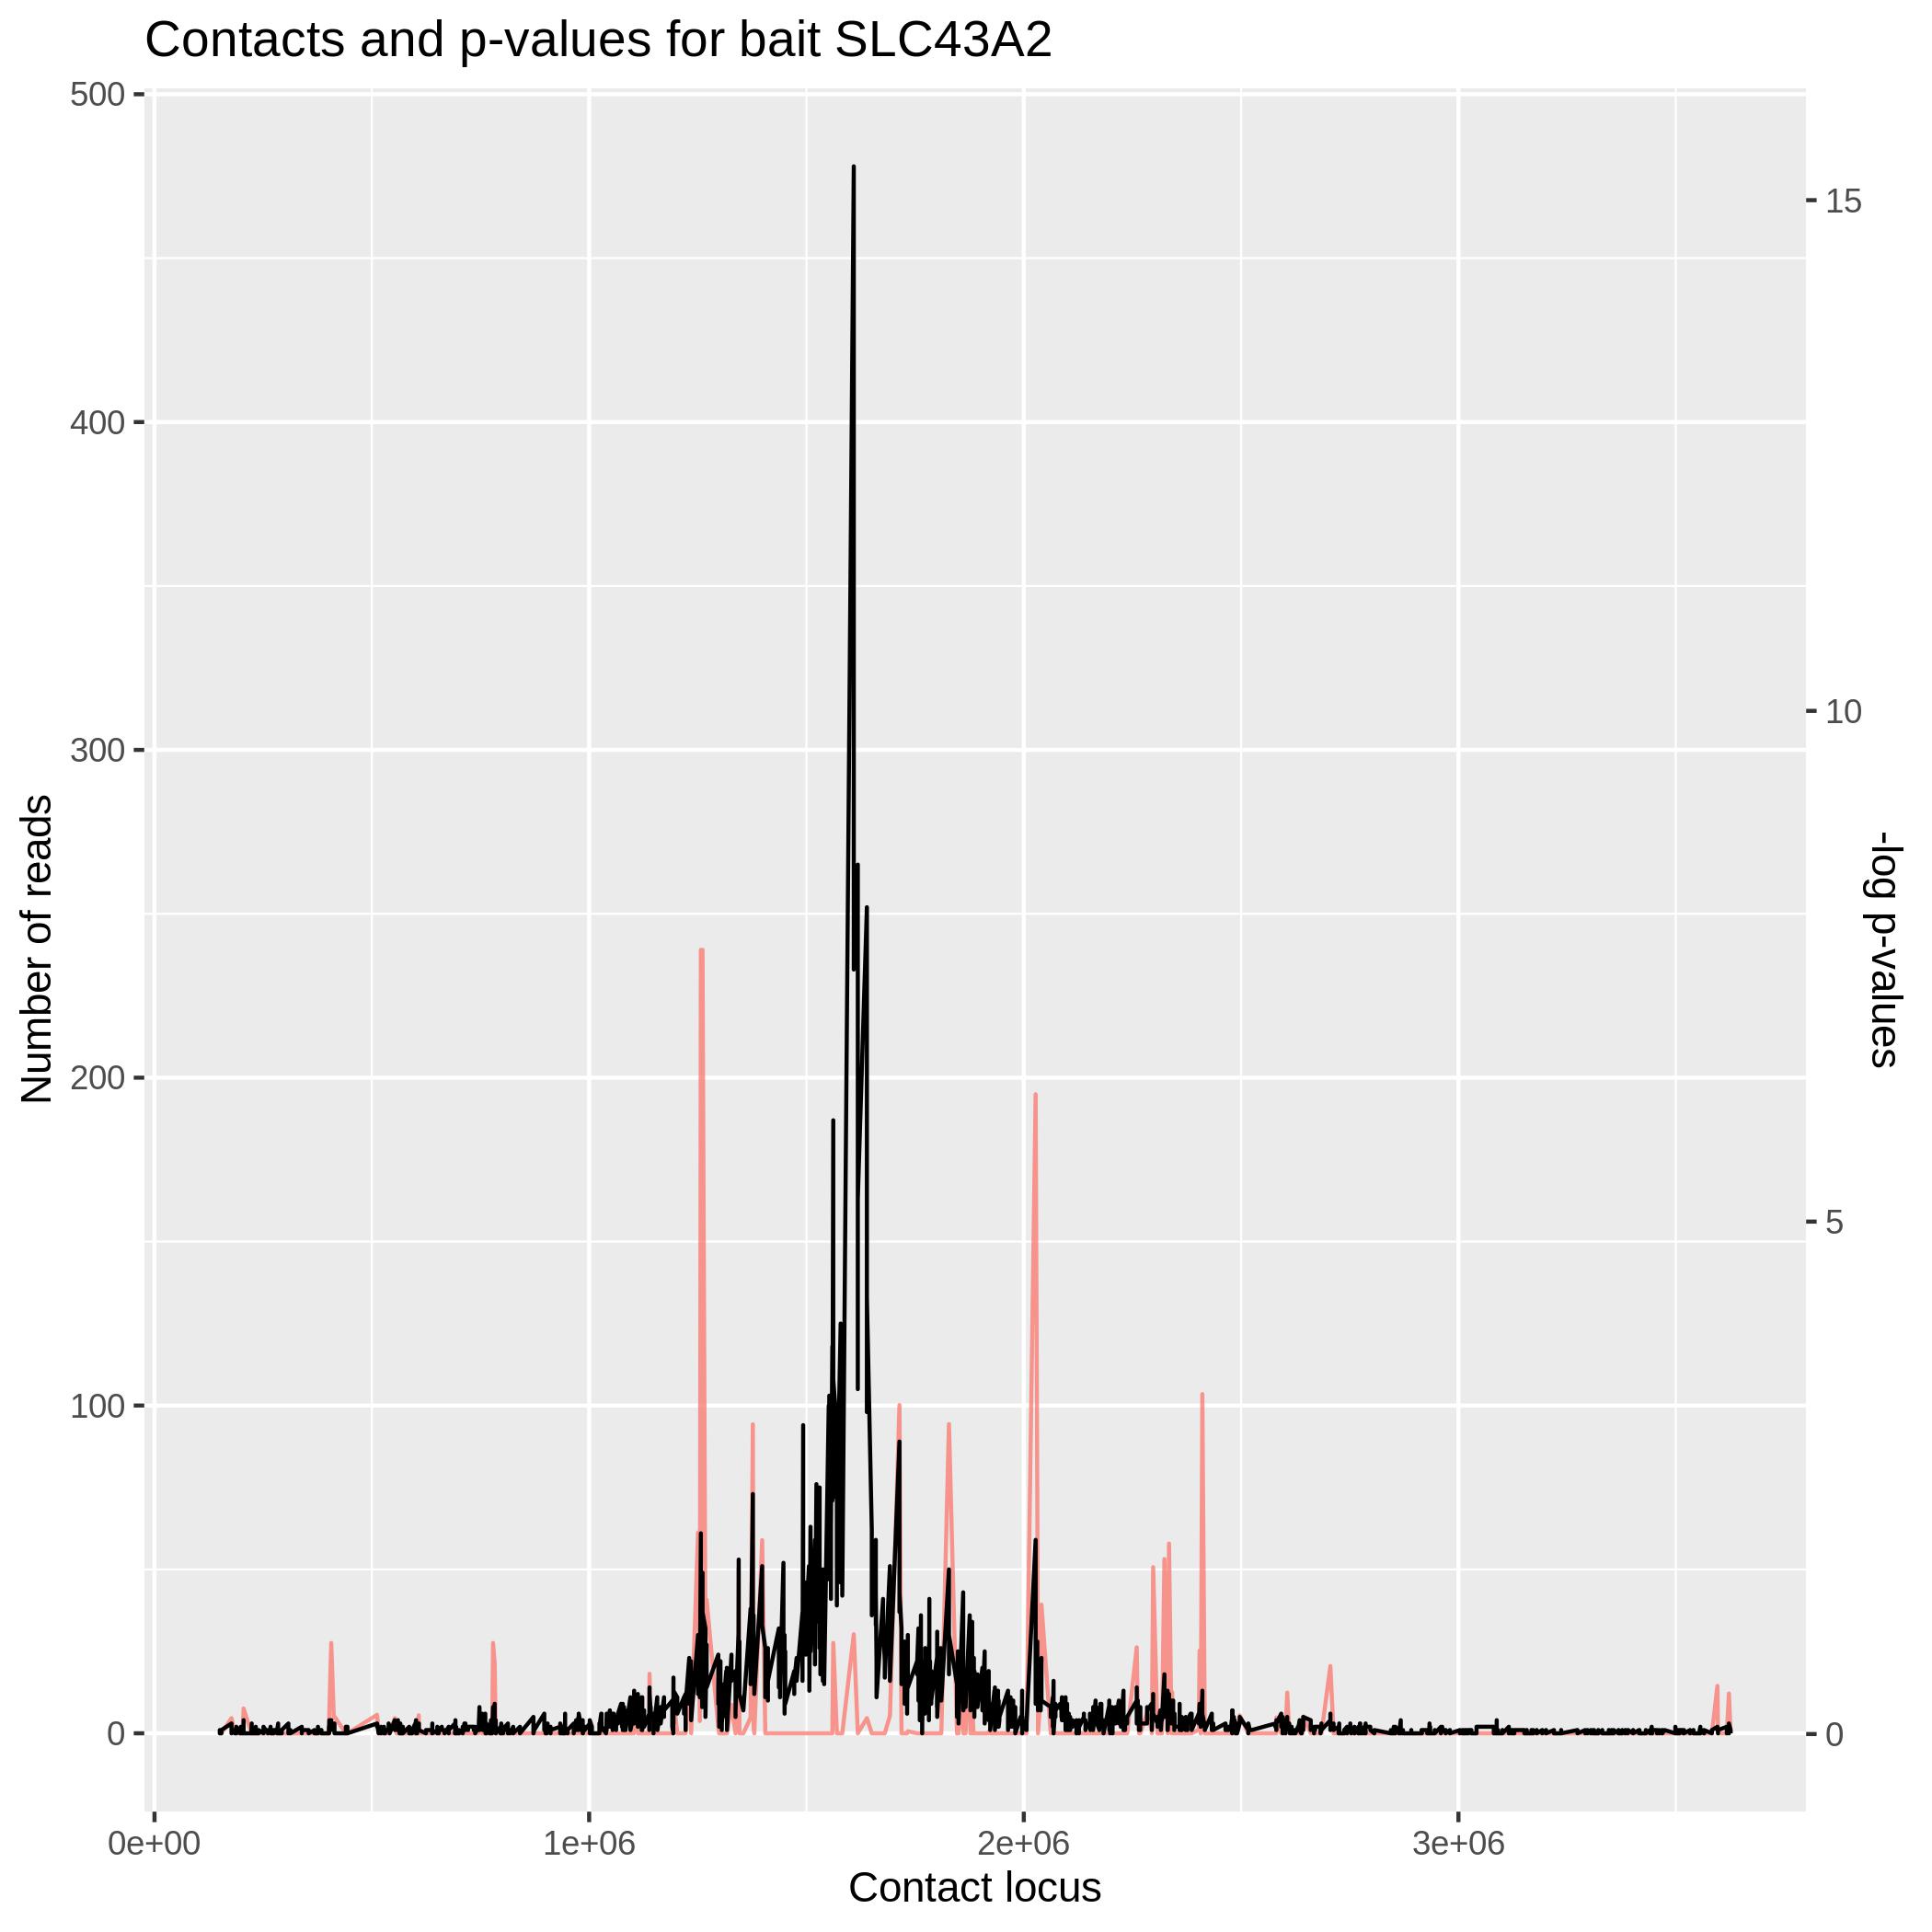 Contacts and p-values for bait SLC43A2
500
400
300
200
100
0
Number of reads
15
10
5
0
-log p-values
0e+00 1e+06 2e+06 3e+06
Contact locus